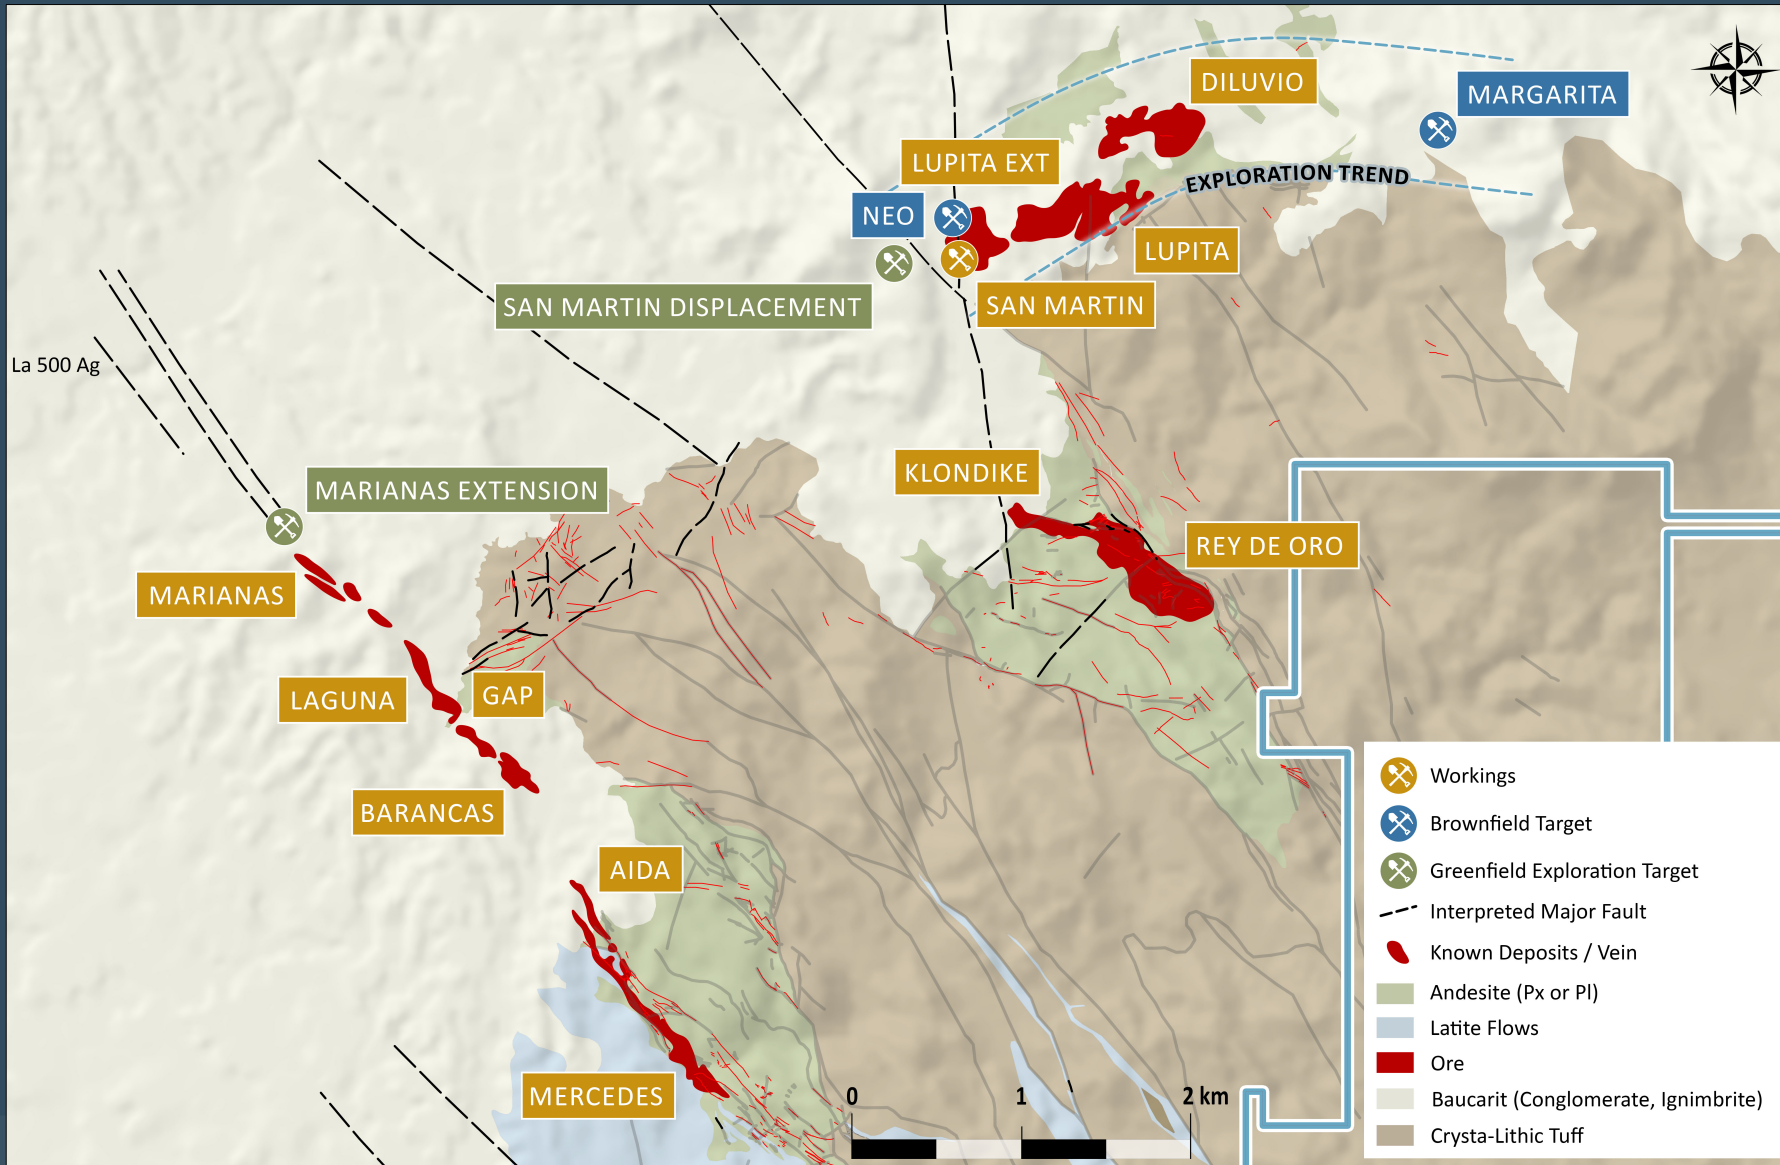 DILUVIO
MARGARITA
LUPITA EXT
EXPLORATION TREND
NEO
LUPITA
SAN MARTIN DISPLACEMENT
SAN MARTIN
La 500 Ag
KLONDIKE
MARIANAS EXTENSION
REY DE ORO
MARIANAS
LAGUNA
GAP
BARANCAS
AIDA
MERCEDES
0 1 2 km
Workings
Brownfield Target
Greenfield Exploration Target
Interpreted Major Fault
Known Deposits / Vein
Andesite (Px or Pl)
Latite Flows
Ore
Baucarit (Conglomerate, Ignimbrite)
Crysta-Lithic Tuff